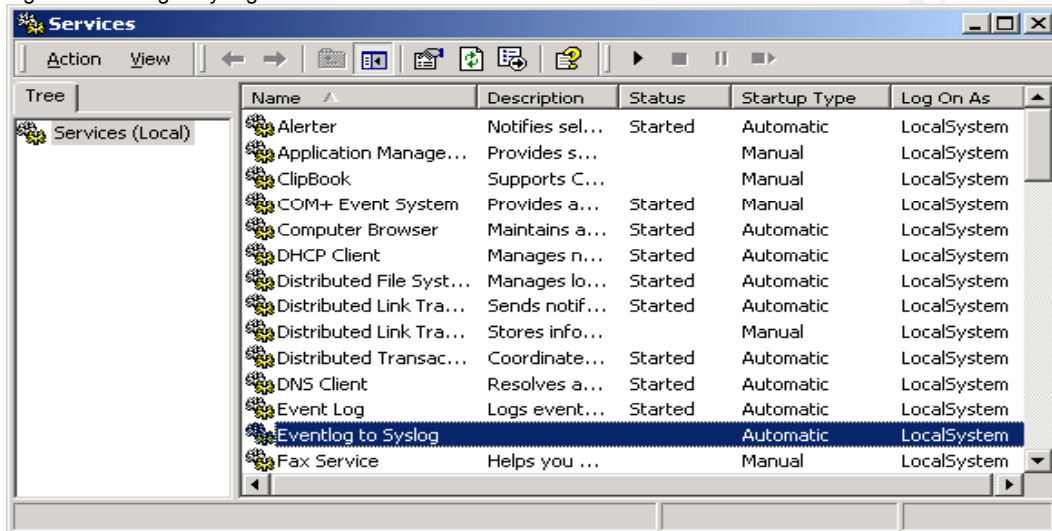 Services
Action View
Tree
Services (Local)
Name Description Status Startup Type Log On As
Alerter Notifies sel... Started Automatic LocalSystem
Application Manage... Provides s... Manual LocalSystem
ClipBook Supports C... Manual LocalSystem
COM+ Event System Provides a... Started Manual LocalSystem
Computer Browser Maintains a... Started Automatic LocalSystem
DHCP Client Manages n... Started Automatic LocalSystem
Distributed File Syst... Manages lo... Started Automatic LocalSystem
Distributed Link Tra... Sends notif... Started Automatic LocalSystem
Distributed Link Tra... Stores info... Manual LocalSystem
Distributed Transac... Coordinate... Started Automatic LocalSystem
DNS Client Resolves a... Started Automatic LocalSystem
Event Log Logs event... Started Automatic LocalSystem
Eventlog to Syslog Automatic LocalSystem
Fax Service Helps you ... Manual LocalSystem